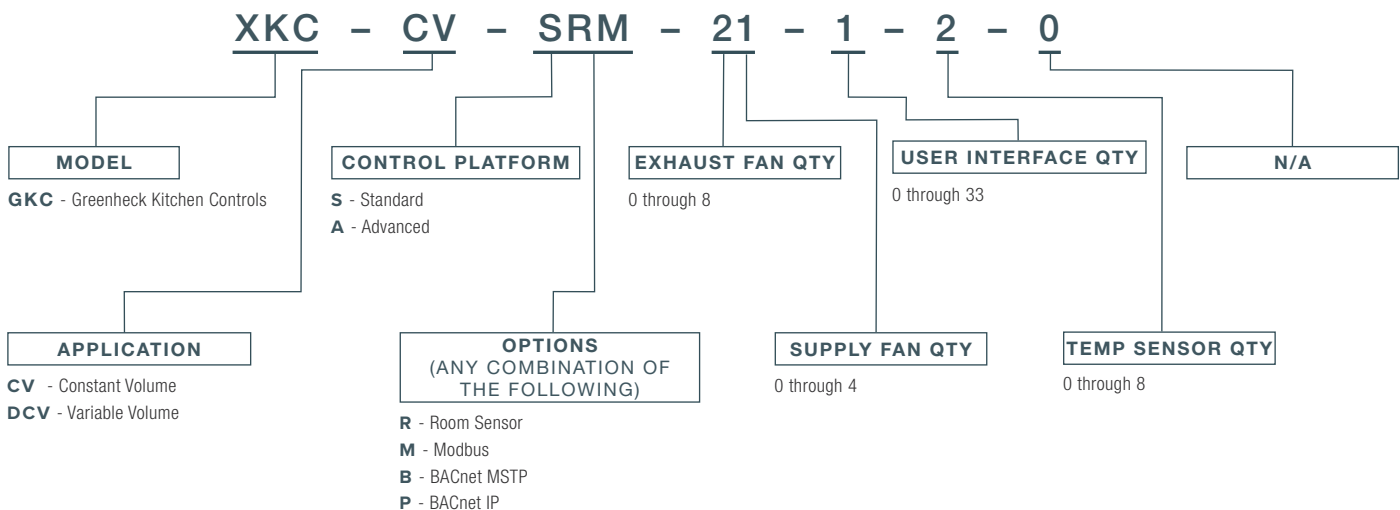 XKC – CV – SRM – 21 – 1 – 2 – 0
MODEL
GKC - Greenheck Kitchen Controls
CONTROL PLATFORM
S - Standard
A - Advanced
EXHAUST FAN QTY
0 through 8
USER INTERFACE QTY
0 through 33
N/A
APPLICATION
CV - Constant Volume
DCV - Variable Volume
OPTIONS
(ANY COMBINATION OF
THE FOLLOWING)
R - Room Sensor
M - Modbus
B - BACnet MSTP
P - BACnet IP
SUPPLY FAN QTY
0 through 4
TEMP SENSOR QTY
0 through 8